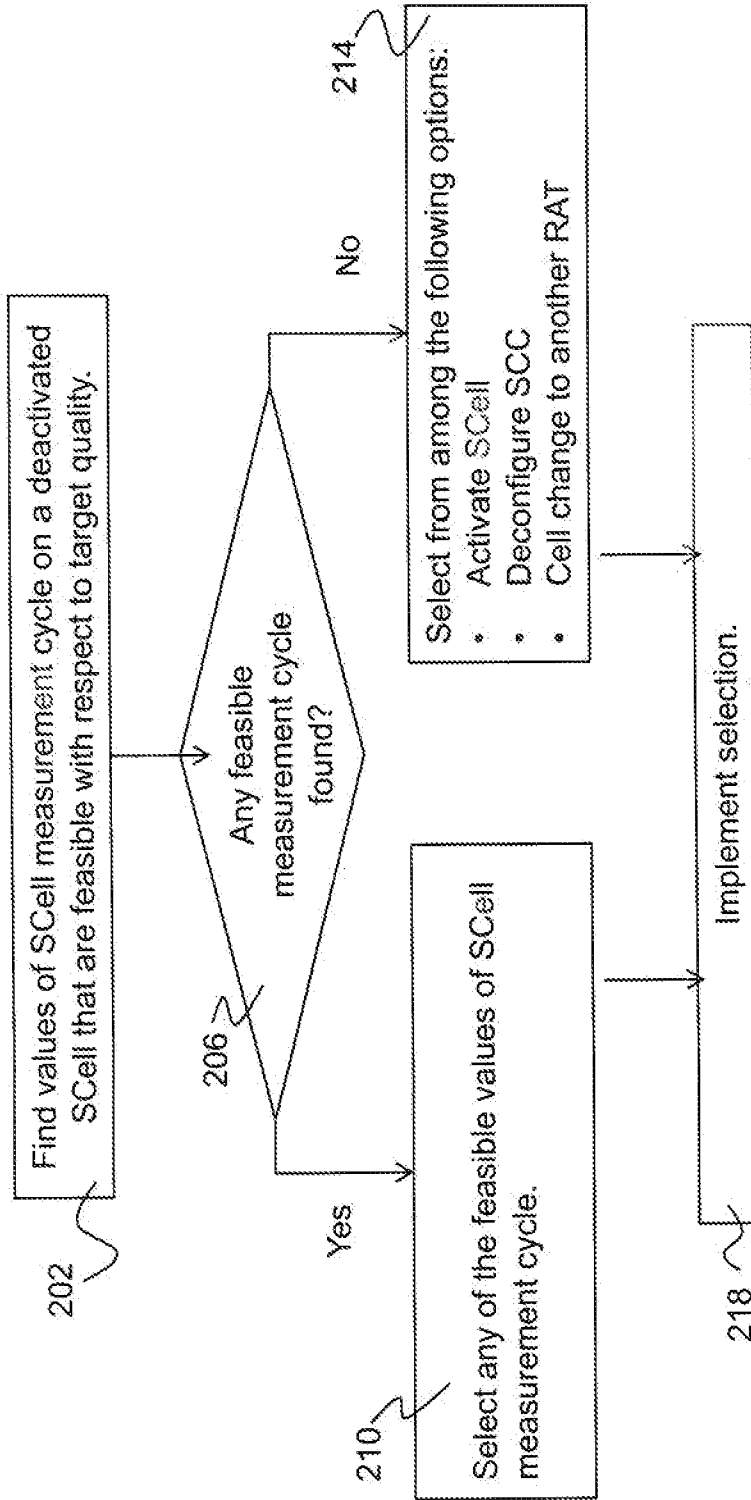 202
Find values of SCell measurement cycle on a deactivated
SCell that are feasible with respect to target quality.
206
Any feasible
measurement cycle
found?
Yes
No
210
Select any of the feasible values of SCell
measurement cycle.
214
Select from among the following options:
• Activate SCell
• Deconfigure SCC
• Cell change to another RAT
218
Implement selection.